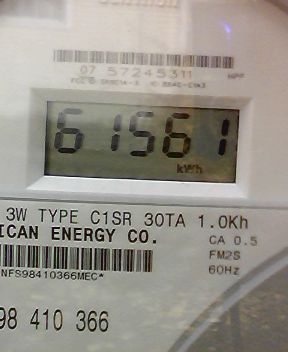 07 57245311
61561
kWh
3W TYPE C1SR 30TA 1.0Kh
ICAN ENERGY CO.
CA 0.5
FM2S
60Hz
NFS98410366MEC*
98 410 366